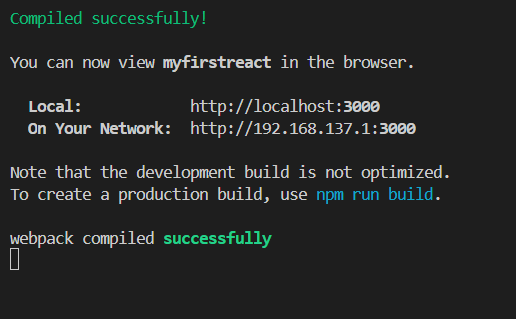 Compiled successfully!
You can now view myfirstreact in the browser.
Local: http://localhost:3000
On Your Network: http://192.168.137.1:3000
Note that the development build is not optimized.
To create a production build, use npm run build.
webpack compiled successfully